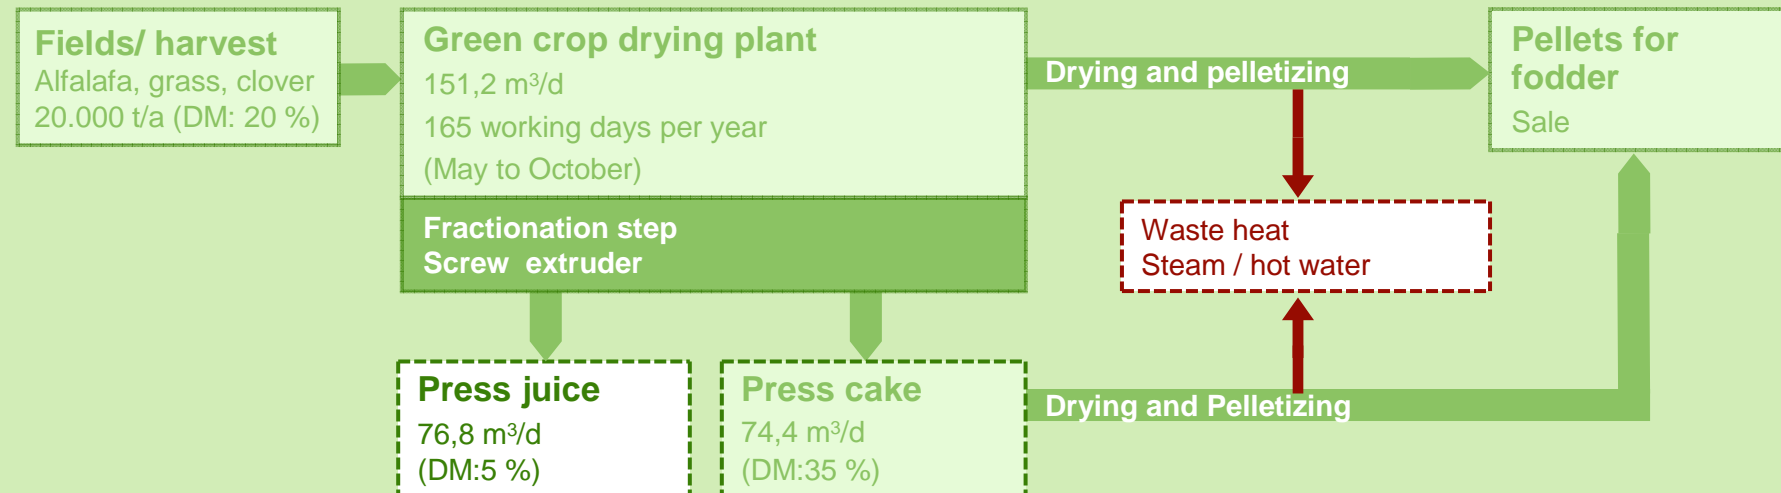 Fields/ harvest
Alfalafa, grass, clover
20.000 t/a (DM: 20 %)
Green crop drying plant
151,2 m³/d
165 working days per year
(May to October)
Fractionation step
Screw extruder
Drying and pelletizing
Pellets for
fodder
Sale
Waste heat
Steam / hot water
Press juice
76,8 m³/d
(DM:5 %)
Press cake
74,4 m³/d
(DM:35 %)
Drying and Pelletizing